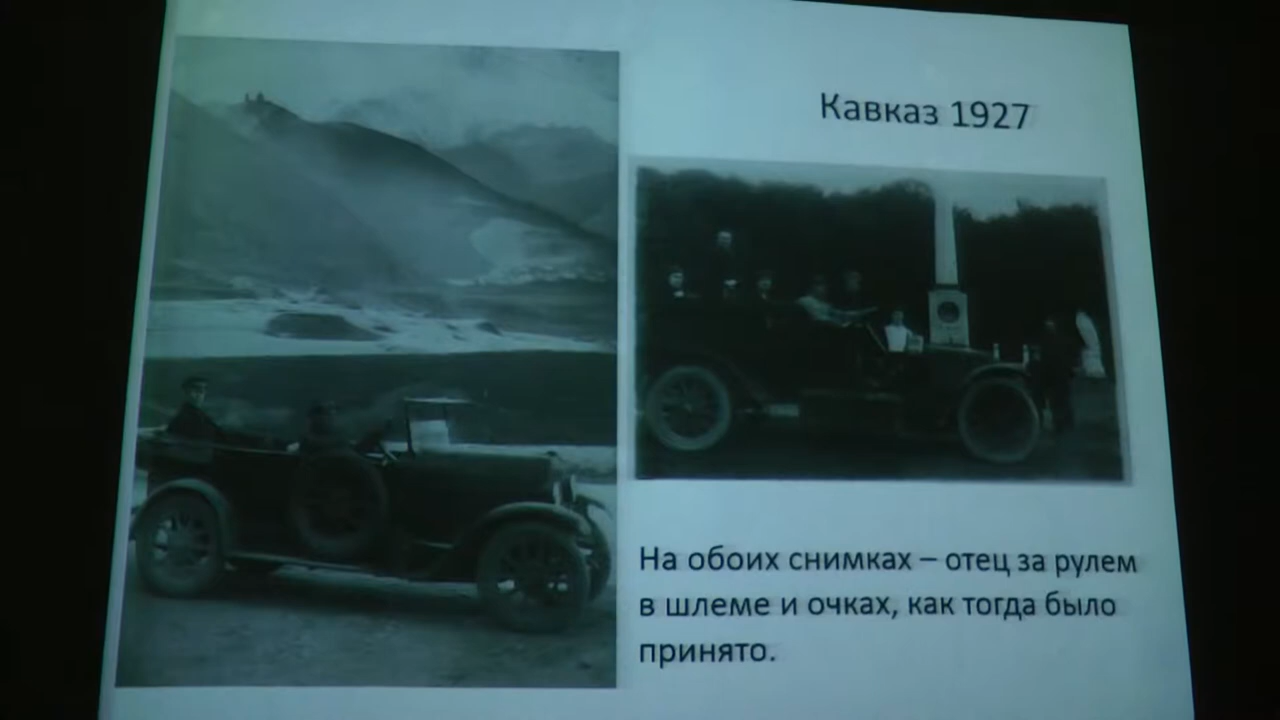 Кавказ 1927
На обоих снимках – отец за рулем
в шлеме и очках, как тогда было
принято.